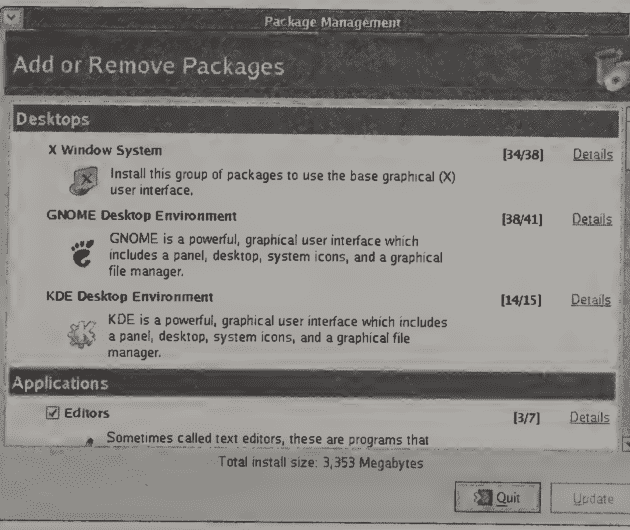 Package Management
Add or Remove Packages
Desktops
X Window System [34/38] Details
Install this group of packages to use the base graphical (X)
user interface.
GNOME Desktop Environment [38/41] Details
GNOME is a powerful, graphical user interface which
includes a panel, desktop, system icons, and a graphical
file manager.
KDE Desktop Environment [14/15] Details
KDE is a powerful, graphical user interface which includes
a panel, desktop, system icons, and a graphical file
manager.
Applications
Editors [3/7] Details
Sometimes called text editors, these are programs that
Total install size: 3,353 Megabytes
Quit Update